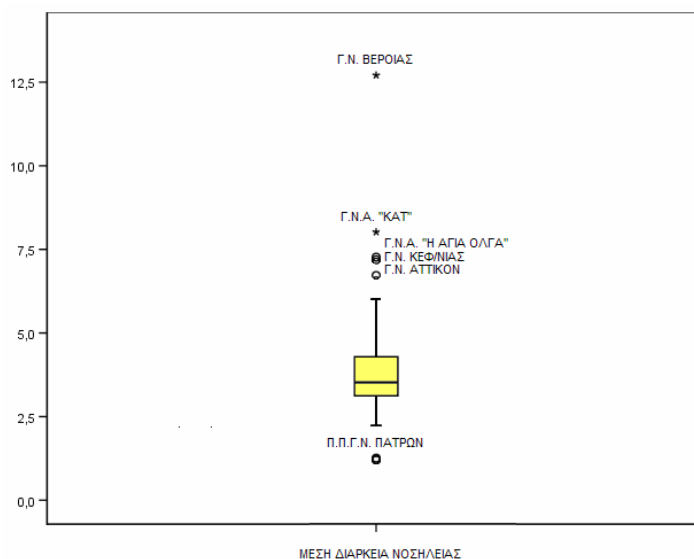 Γ.Ν. ΒΕΡΟΙΑΣ
12,5
10,0
Γ.Ν.Α. "ΚΑΤ"
7,5
Γ.Ν.Α. "Η ΑΓΙΑ ΟΛΓΑ"
Γ.Ν. ΚΕΦ/ΝΙΑΣ
Γ.Ν. ΑΤΤΙΚΟΝ
5,0
2,5
Π.Π.Γ.Ν. ΠΑΤΡΩΝ
0,0
ΜΕΣΗ ΔΙΑΡΚΕΙΑ ΝΟΣΗΛΕΙΑΣ